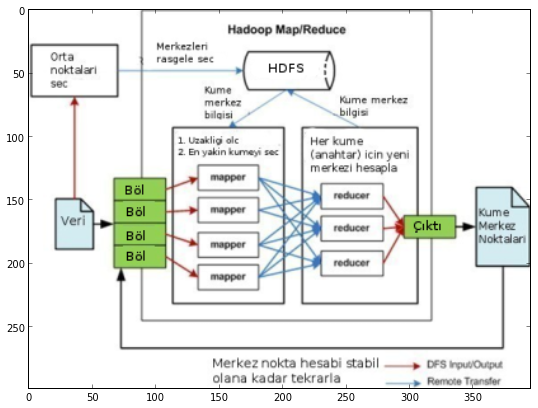 Hadoop Map/Reduce
Orta
noktalari
sec
Merkezleri
rasgele sec
HDFS
Kume
merkez
bilgisi
Kume merkez
bilgisi
1. Uzakligi olc
2. En yakin kumeyi sec
Her kume
(anahtar) icin yeni
merkezi hesapla
Veri
Böl
Böl
Böl
Böl
mapper
mapper
mapper
mapper
reducer
reducer
reducer
Çıktı
Kume
Merkez
Noktalari
Merkez nokta hesabi stabil
olana kadar tekrarla
DFS Input/Output
Remote Transfer
0
50
100
150
200
250
0
50
100
150
200
250
300
350